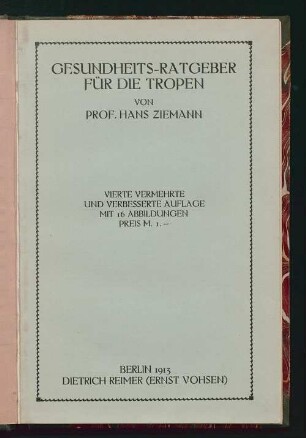 GESUNDHEITS-RATGEBER
FÜR DIE TROPEN
VON
PROF. HANS ZIEMANN
VIERTE VERMEHRTE
UND VERBESSERTE AUFLAGE
MIT 16 ABBILDUNGEN
PREIS M. 1.–
BERLIN 1913
DIETRICH REIMER (ERNST VOHSEN)